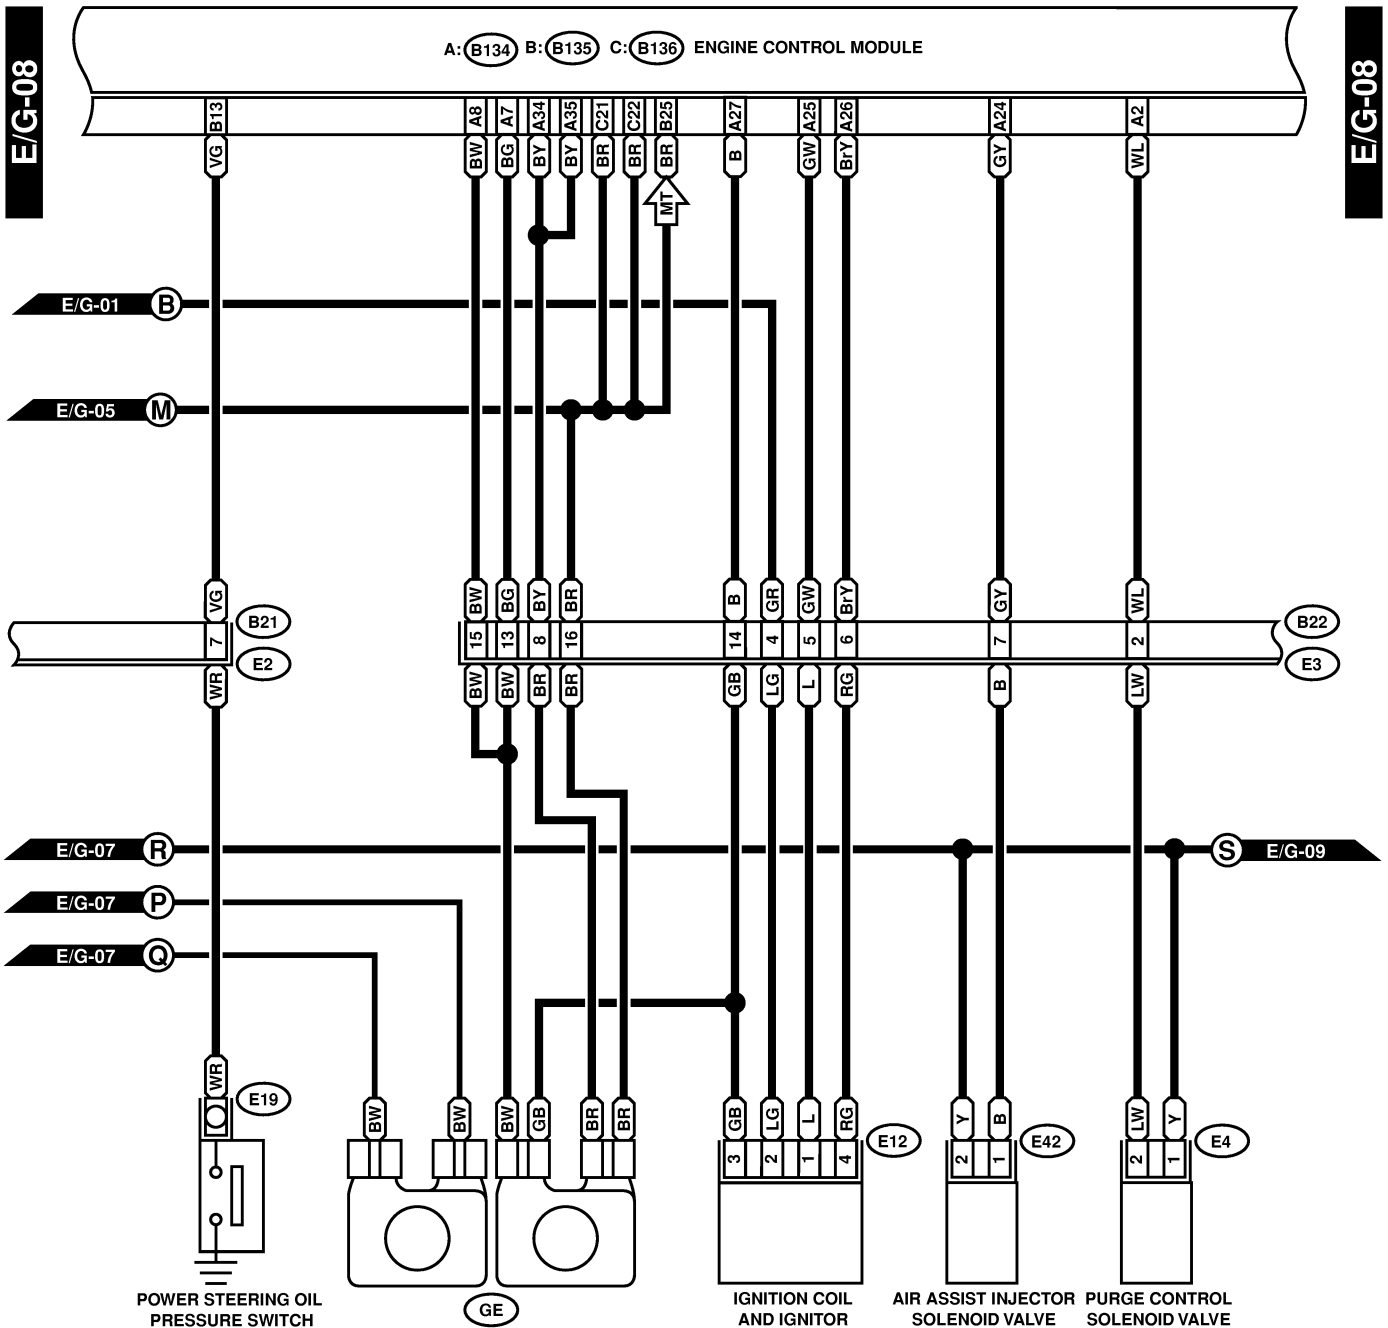 E/G-08
A: B134 B: B135 C: B136 ENGINE CONTROL MODULE
E/G-08
B13 A8 A7 A34 A35 C21 C22 B25 A27 A25 A26 A24 A2
VG BW BG BY BY BR BR BR B GW BrY GY WL
MT
E/G-01 B
E/G-05 M
VG BW BG BY BR B GR GW BrY GY WL
B21 B22
7 15 13 8 16 14 4 5 6 7 2
E2 E3
WR BW BW BR BR GB LG L RG B LW
E/G-07 R S E/G-09
E/G-07 P
E/G-07 Q
WR
E19
BW BW BW GB BR BR GB LG L RG Y B LW Y
E12 E42 E4
3 2 1 4 2 1 2 1
POWER STEERING OIL
PRESSURE SWITCH
GE
IGNITION COIL
AND IGNITOR
AIR ASSIST INJECTOR
SOLENOID VALVE
PURGE CONTROL
SOLENOID VALVE